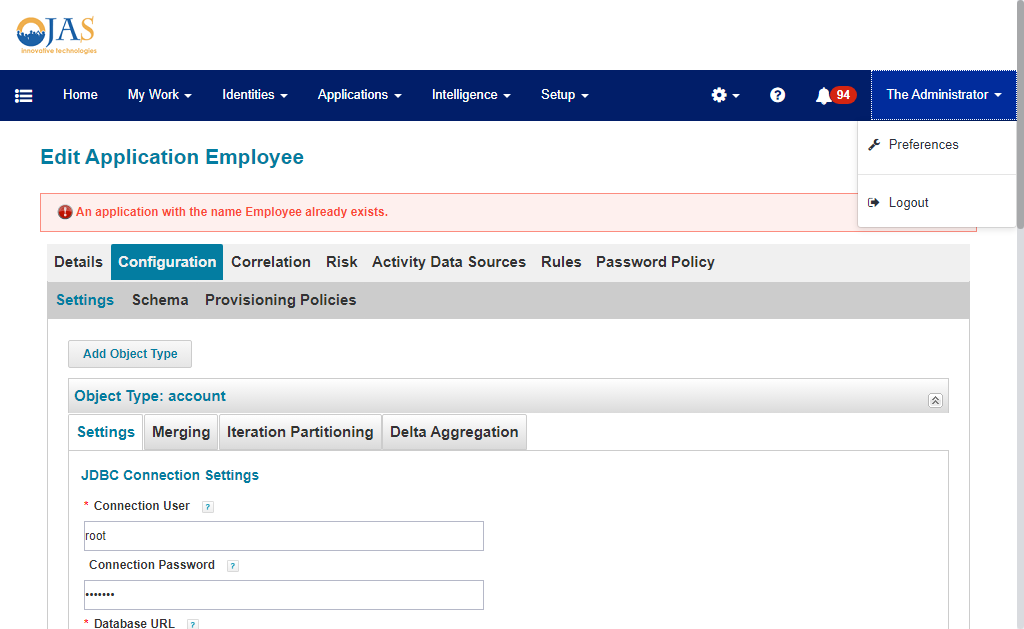 OJAS
innovative technologies
Home My Work Identities Applications Intelligence Setup ? 94 The Administrator
Preferences
Logout
Edit Application Employee
An application with the name Employee already exists.
Details Configuration Correlation Risk Activity Data Sources Rules Password Policy
Settings Schema Provisioning Policies
Add Object Type
Object Type: account
Settings Merging Iteration Partitioning Delta Aggregation
JDBC Connection Settings
* Connection User ?
root
Connection Password ?
•••••••
* Database URL ?